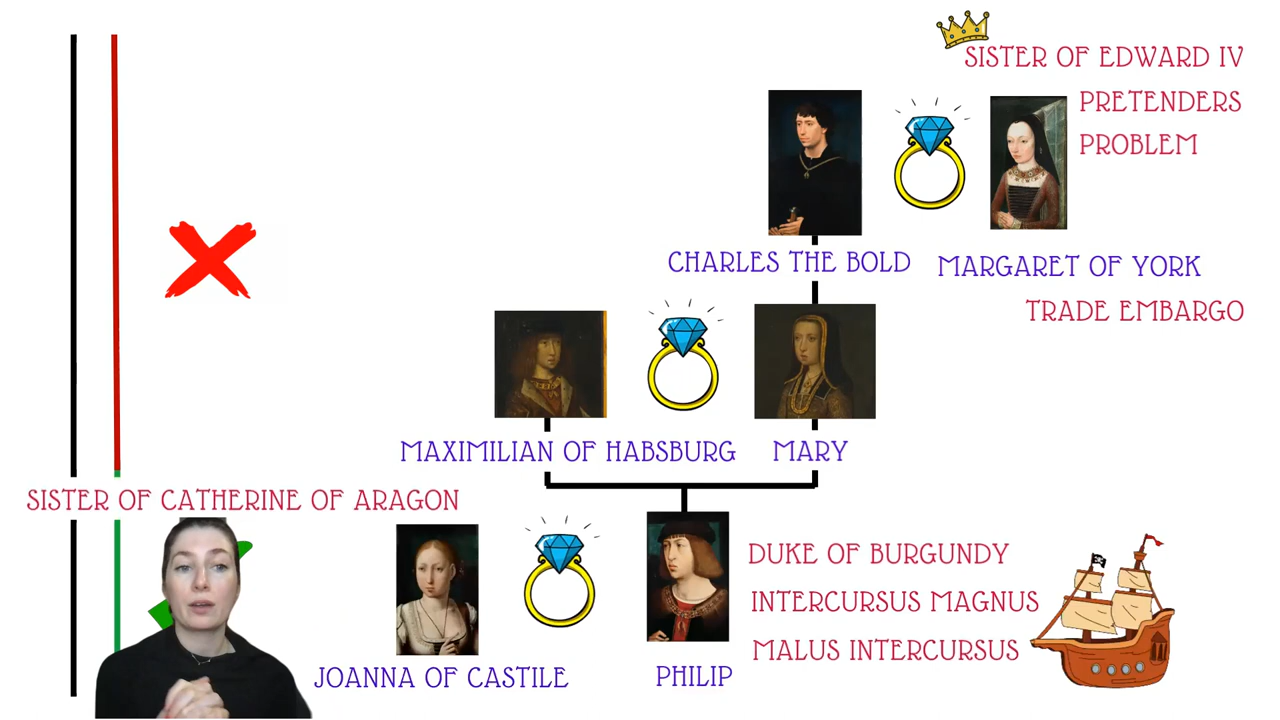 SISTER OF EDWARD IV
PRETENDERS
PROBLEM
CHARLES THE BOLD
MARGARET OF YORK
TRADE EMBARGO
MAXIMILIAN OF HABSBURG
MARY
SISTER OF CATHERINE OF ARAGON
DUKE OF BURGUNDY
INTERCURSUS MAGNUS
MALUS INTERCURSUS
JOANNA OF CASTILE
PHILIP